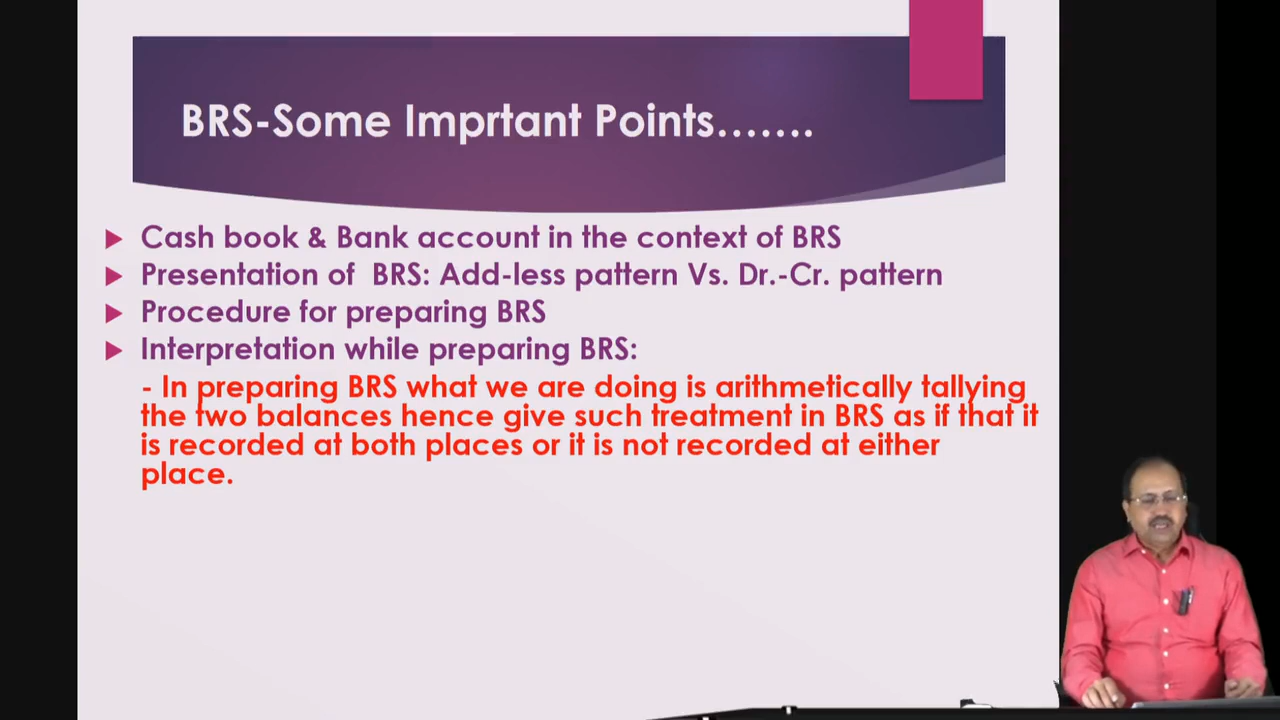 BRS-Some Imprtant Points.......
Cash book & Bank account in the context of BRS
Presentation of BRS: Add-less pattern Vs. Dr.-Cr. pattern
Procedure for preparing BRS
Interpretation while preparing BRS:
- In preparing BRS what we are doing is arithmetically tallying
the two balances hence give such treatment in BRS as if that it
is recorded at both places or it is not recorded at either
place.